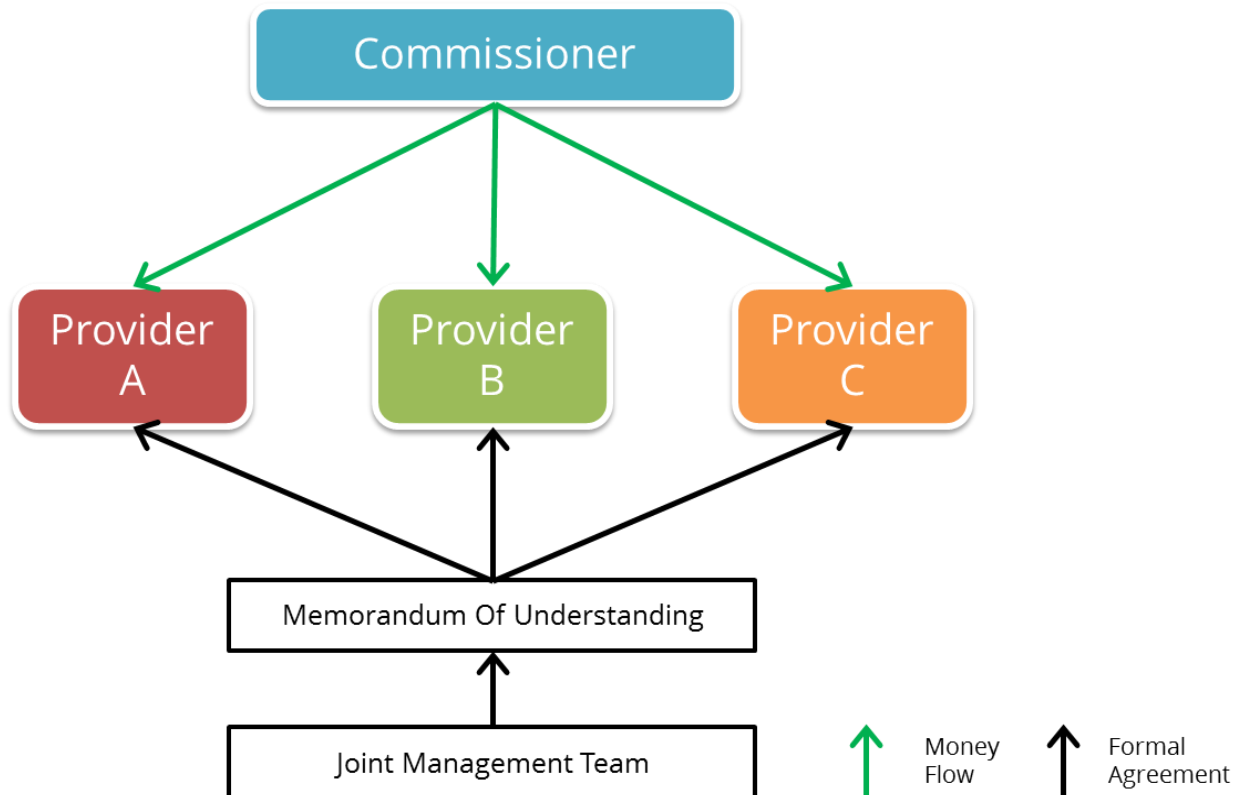 Commissioner
Provider
A
Provider
B
Provider
C
Memorandum Of Understanding
Joint Management Team
Money
Flow
Formal
Agreement